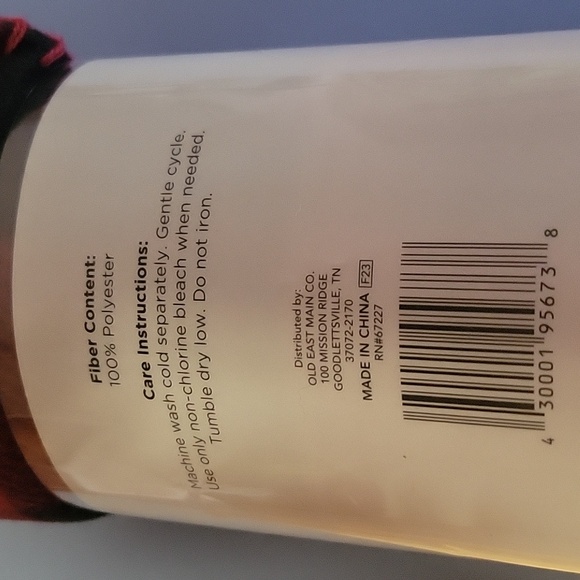 Fiber Content:
100% Polyester
Care Instructions:
Machine wash cold separately. Gentle cycle.
Use only non-chlorine bleach when needed.
Tumble dry low. Do not iron.
Distributed by:
OLD EAST MAIN CO.
100 MISSION RIDGE
GOODLETTSVILLE, TN
37072-2170
MADE IN CHINA F23
RN#67227
4 30001 95673 8